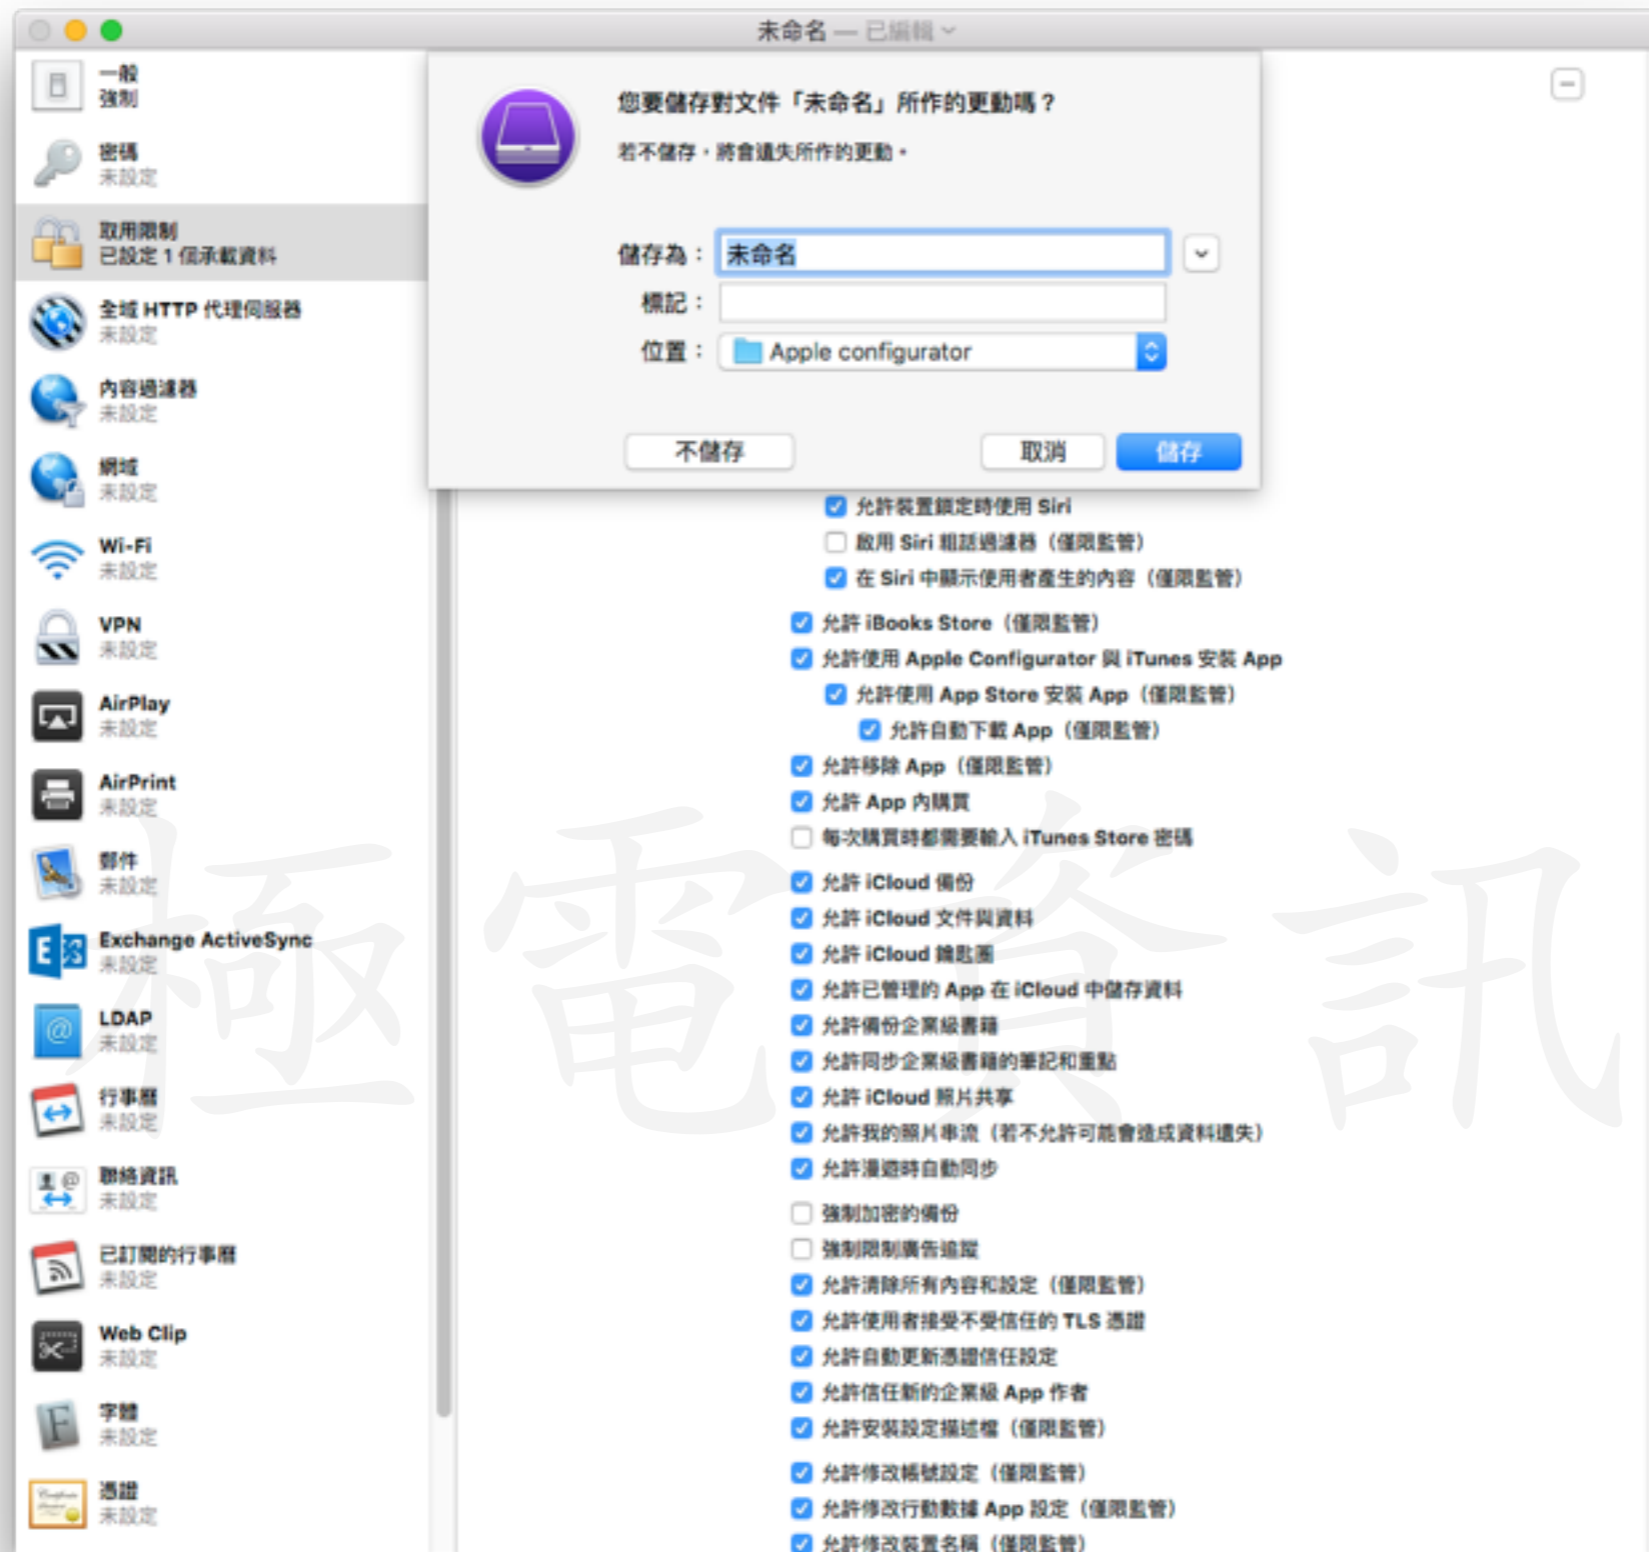 未命名 — 已編輯
一般
強制
密碼
未設定
取用限制
已設定 1 個承載資料
全域 HTTP 代理伺服器
未設定
內容過濾器
未設定
網域
未設定
Wi-Fi
未設定
VPN
未設定
AirPlay
未設定
AirPrint
未設定
郵件
未設定
Exchange ActiveSync
未設定
LDAP
未設定
行事曆
未設定
聯絡資訊
未設定
已訂閱的行事曆
未設定
Web Clip
未設定
字體
未設定
憑證
未設定
您要儲存對文件「未命名」所作的更動嗎？
若不儲存，將會遺失所作的更動。
儲存為：
未命名
標記：
位置：
Apple configurator
不儲存
取消
儲存
允許裝置鎖定時使用 Siri
啟用 Siri 粗話過濾器（僅限監管）
在 Siri 中顯示使用者產生的內容（僅限監管）
允許 iBooks Store（僅限監管）
允許使用 Apple Configurator 與 iTunes 安裝 App
允許使用 App Store 安裝 App（僅限監管）
允許自動下載 App（僅限監管）
允許移除 App（僅限監管）
允許 App 內購買
每次購買時都需要輸入 iTunes Store 密碼
允許 iCloud 備份
允許 iCloud 文件與資料
允許 iCloud 鑰匙圈
允許已管理的 App 在 iCloud 中儲存資料
允許備份企業級書籍
允許同步企業級書籍的筆記和重點
允許 iCloud 照片共享
允許我的照片串流（若不允許可能會造成資料遺失）
允許漫遊時自動同步
強制加密的備份
強制限制廣告追蹤
允許清除所有內容和設定（僅限監管）
允許使用者接受不受信任的 TLS 憑證
允許自動更新憑證信任設定
允許信任新的企業級 App 作者
允許安裝設定描述檔（僅限監管）
允許修改帳號設定（僅限監管）
允許修改行動數據 App 設定（僅限監管）
允許修改裝置名稱（僅限監管）
極電資訊